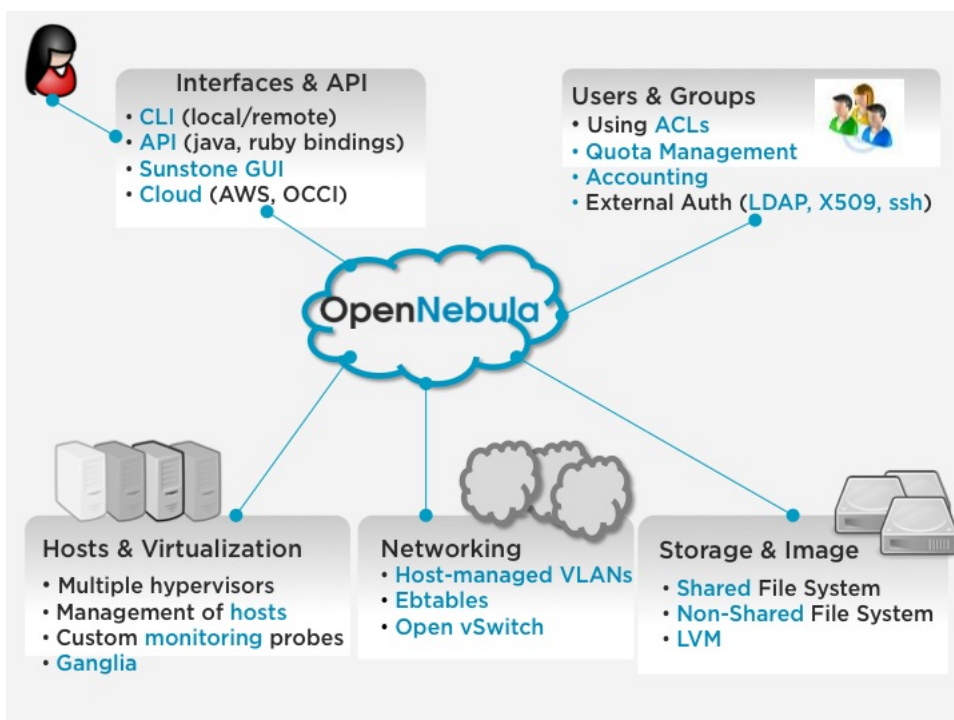 Interfaces & API
• CLI (local/remote)
• API (java, ruby bindings)
• Sunstone GUI
• Cloud (AWS, OCCI)
Users & Groups
• Using ACLs
• Quota Management
• Accounting
• External Auth (LDAP, X509, ssh)
OpenNebula
Hosts & Virtualization
• Multiple hypervisors
• Management of hosts
• Custom monitoring probes
• Ganglia
Networking
• Host-managed VLANs
• Ebtables
• Open vSwitch
Storage & Image
• Shared File System
• Non-Shared File System
• LVM